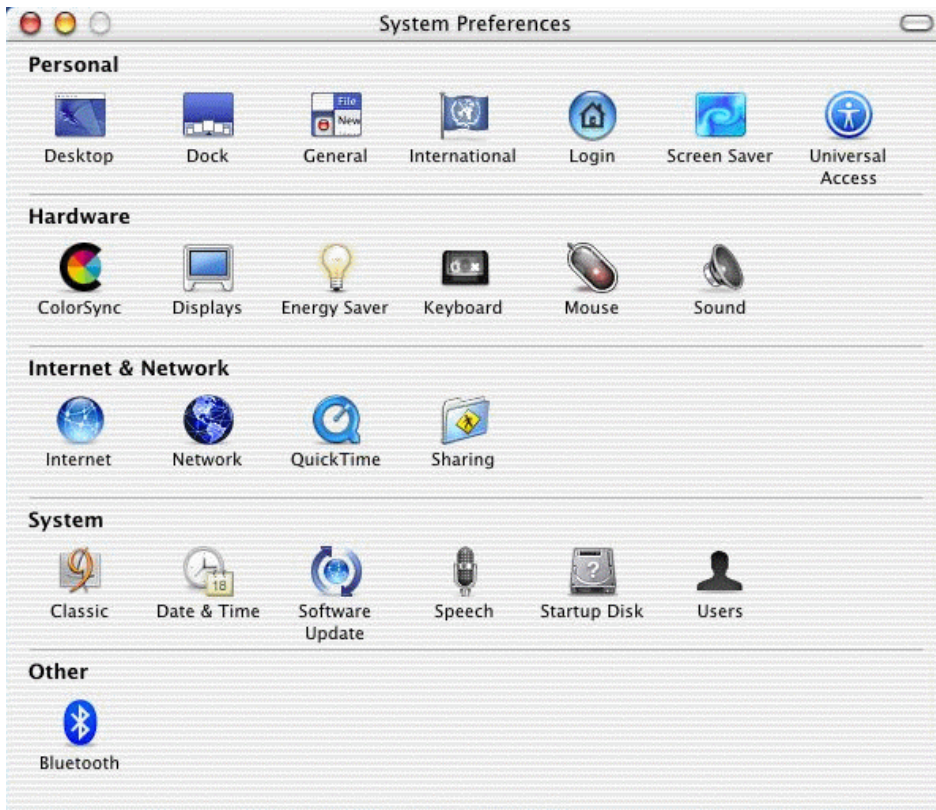 System Preferences
Personal
Desktop
Dock
File
New
General
International
Login
Screen Saver
Universal
Access
Hardware
ColorSync
Displays
Energy Saver
Keyboard
Mouse
Sound
Internet & Network
Internet
Network
QuickTime
Sharing
System
9
Classic
18
Date & Time
Software
Update
Speech
?
Startup Disk
Users
Other
Bluetooth